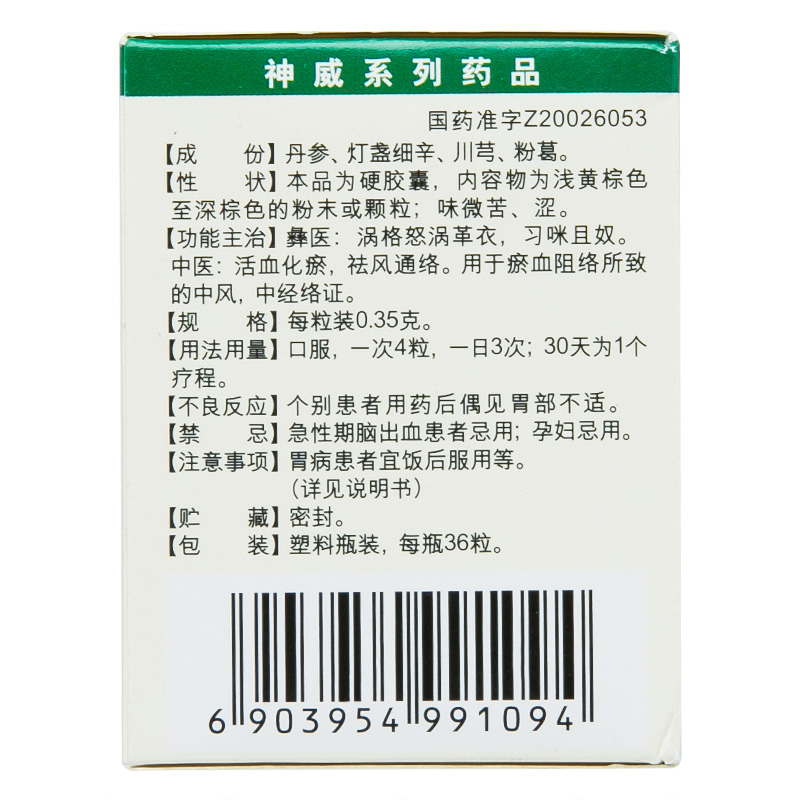 神威系列药品
国药准字Z20026053
【成 份】丹参、灯盏细辛、川芎、粉葛。
【性 状】本品为硬胶囊，内容物为浅黄棕色
至深棕色的粉末或颗粒；味微苦、涩。
【功能主治】彝医：涡格怒涡革衣，习咪且奴。
中医：活血化瘀，祛风通络。用于瘀血阻络所致
的中风，中经络证。
【规 格】每粒装0.35克。
【用法用量】口服，一次4粒，一日3次；30天为1个
疗程。
【不良反应】个别患者用药后偶见胃部不适。
【禁 忌】急性期脑出血患者忌用；孕妇忌用。
【注意事项】胃病患者宜饭后服用等。
（详见说明书）
【贮 藏】密封。
【包 装】塑料瓶装，每瓶36粒。
6 903954 991094